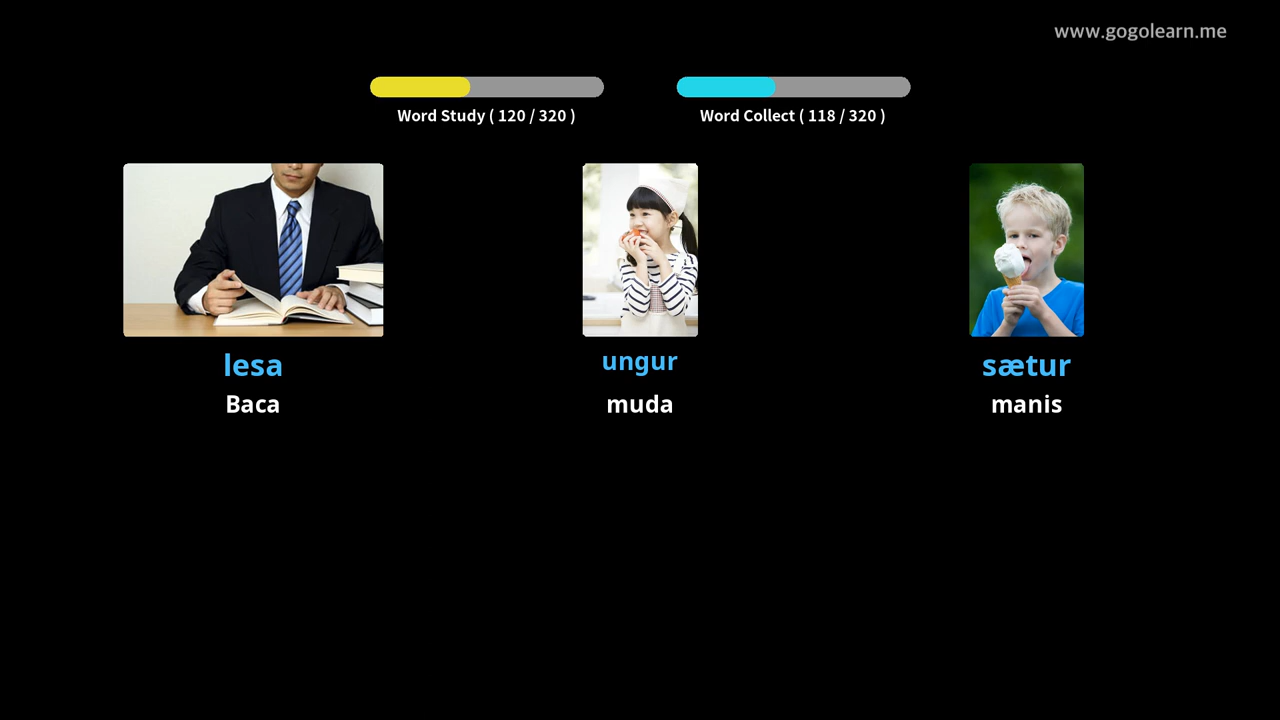 www.gogolearn.me
Word Study ( 120 / 320 )
Word Collect ( 118 / 320 )
lesa
Baca
ungur
muda
sætur
manis